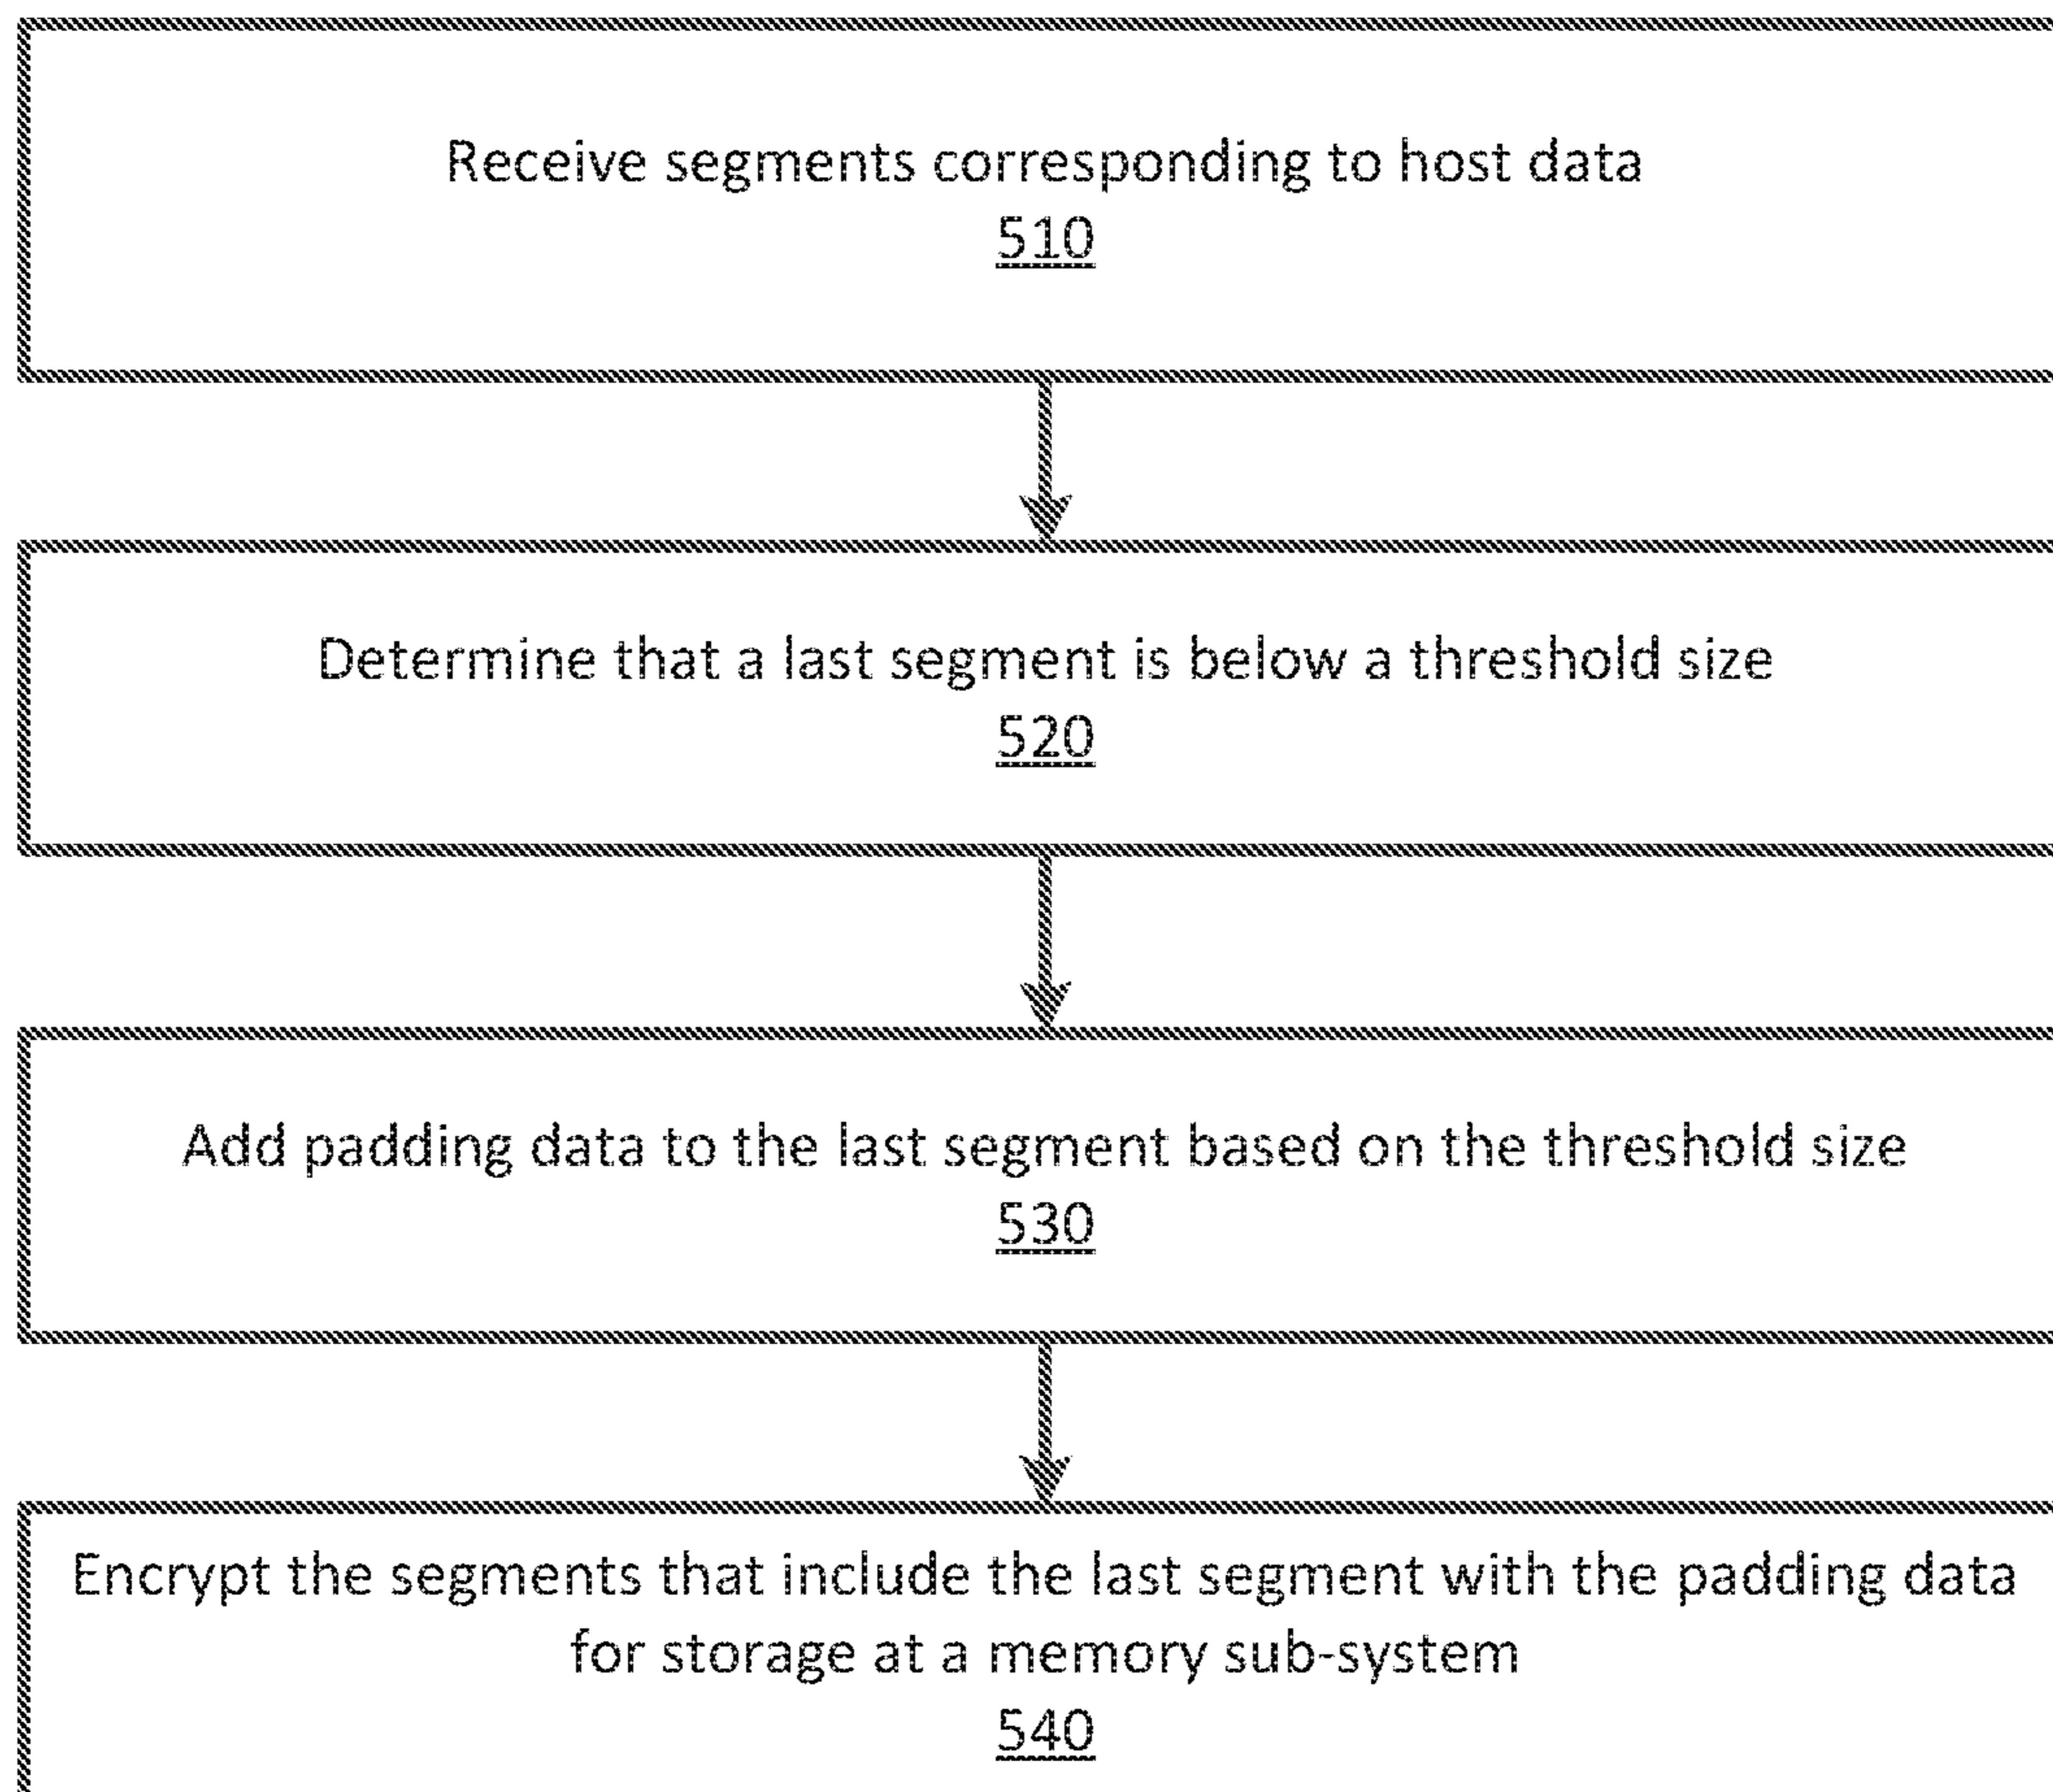 Receive segments corresponding to host data
510
Determine that a last segment is below a threshold size
520
Add padding data to the last segment based on the threshold size
530
Encrypt the segments that include the last segment with the padding data
for storage at a memory sub-system
540